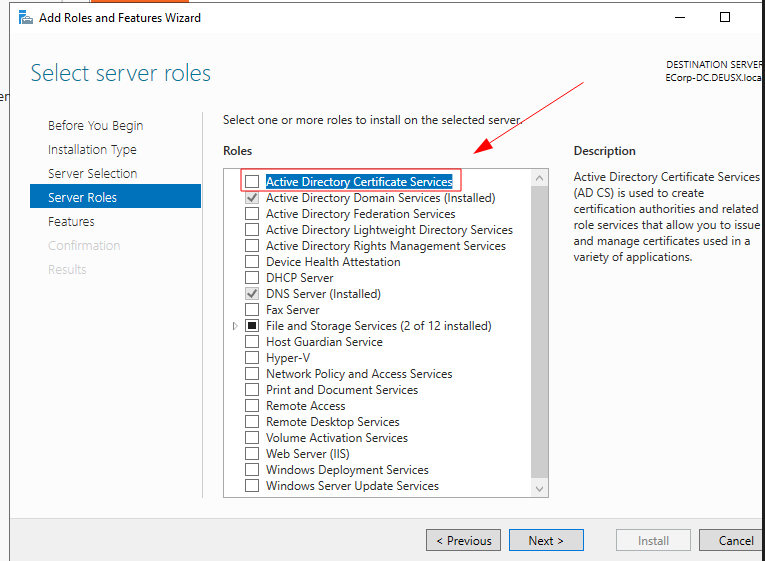 Add Roles and Features Wizard
Select server roles
DESTINATION SERVER
ECorp-DC.DEUSX.loca
er
Before You Begin
Installation Type
Server Selection
Server Roles
Features
Confirmation
Results
Select one or more roles to install on the selected server.
Roles
Active Directory Certificate Services
Active Directory Domain Services (Installed)
Active Directory Federation Services
Active Directory Lightweight Directory Services
Active Directory Rights Management Services
Device Health Attestation
DHCP Server
DNS Server (Installed)
Fax Server
File and Storage Services (2 of 12 installed)
Host Guardian Service
Hyper-V
Network Policy and Access Services
Print and Document Services
Remote Access
Remote Desktop Services
Volume Activation Services
Web Server (IIS)
Windows Deployment Services
Windows Server Update Services
Description
Active Directory Certificate Services
(AD CS) is used to create
certification authorities and related
role services that allow you to issue
and manage certificates used in a
variety of applications.
< Previous
Next >
Install
Cancel